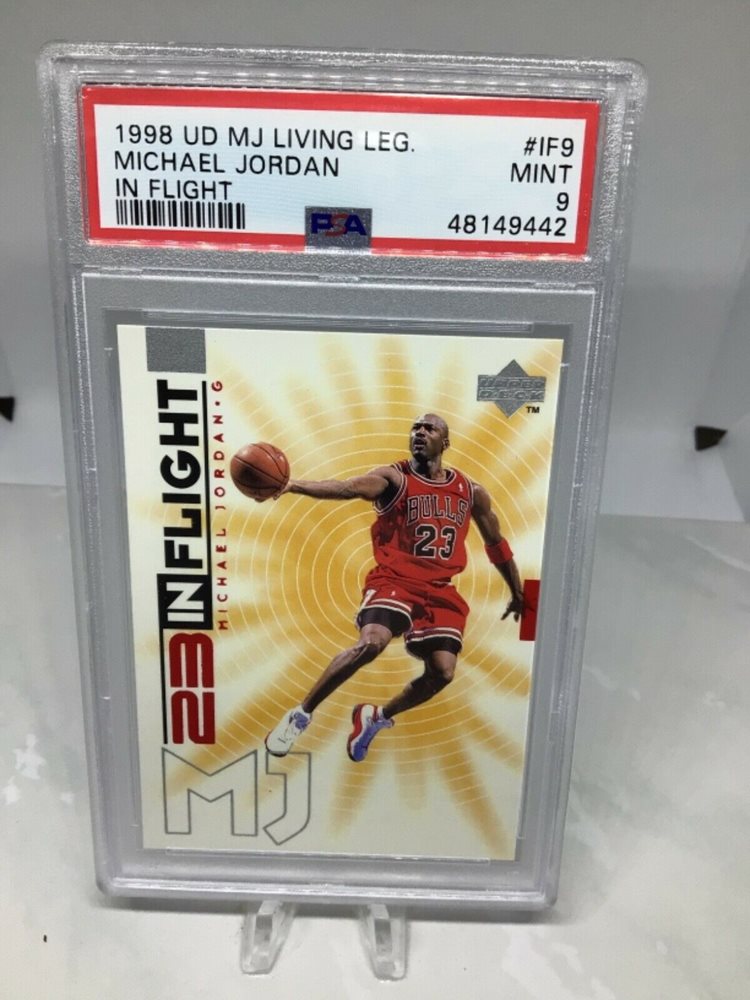 1998 UD MJ LIVING LEG. #IF9
MICHAEL JORDAN MINT
IN FLIGHT 9
PSA 48149442
UPPER
DECK
TM
23 IN FLIGHT
MICHAEL JORDAN • G
BULLS
23
MJ